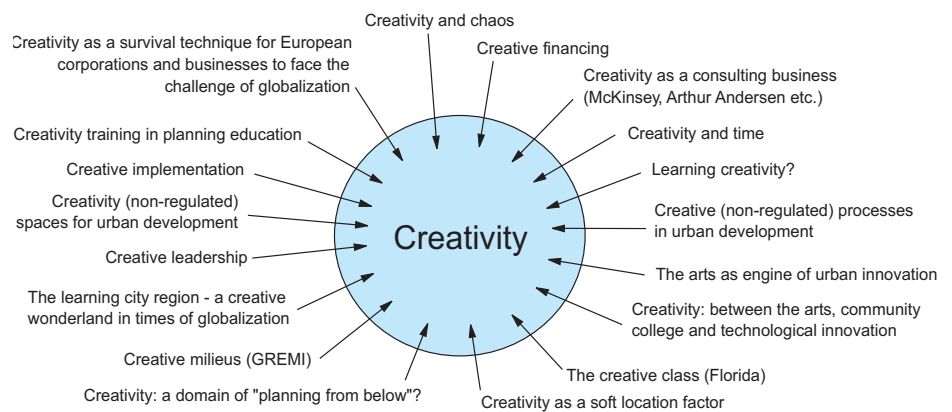 Creativity and chaos
Creativity as a survival technique for European
corporations and businesses to face the
challenge of globalization
Creative financing
Creativity as a consulting business
(McKinsey, Arthur Andersen etc.)
Creativity training in planning education
Creativity and time
Creative implementation
Learning creativity?
Creativity (non-regulated)
spaces for urban development
Creative (non-regulated) processes
in urban development
Creativity
Creative leadership
The arts as engine of urban innovation
The learning city region - a creative
wonderland in times of globalization
Creativity: between the arts, community
college and technological innovation
Creative milieus (GREMI)
The creative class (Florida)
Creativity: a domain of "planning from below"?
Creativity as a soft location factor